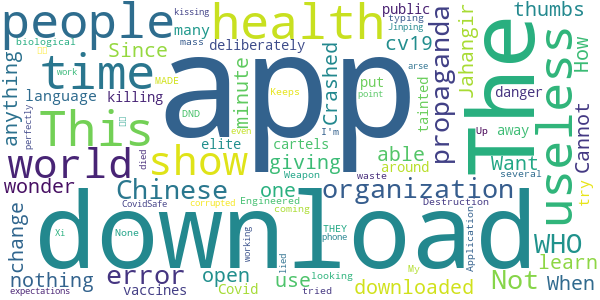 people
health
biological
kissing
mass
typing
Jinping
public
thumbs
Since
many
deliberately
arse
cv19
anything
time
MADE
work
app
minute
Crashed
put
point
propaganda
Jahangir
The
How
language
killing
Keeps
danger
perfectly
This
DND
elite
cartels
I'm
tainted
able
Up
away
Cannot
useless
world
show
giving
around
even
Want
several
try
wonder
died
Chinese
CovidSafe
corrupted
Weapon
one
organization
waste
Engineered
coming
Destruction
change
download
Xi
None
THEY
phone
working
WHO
Application
nothing
error
open
use
looking
My
Not
learn
expectations
vaccines
Covid
lied
tried
downloaded
When